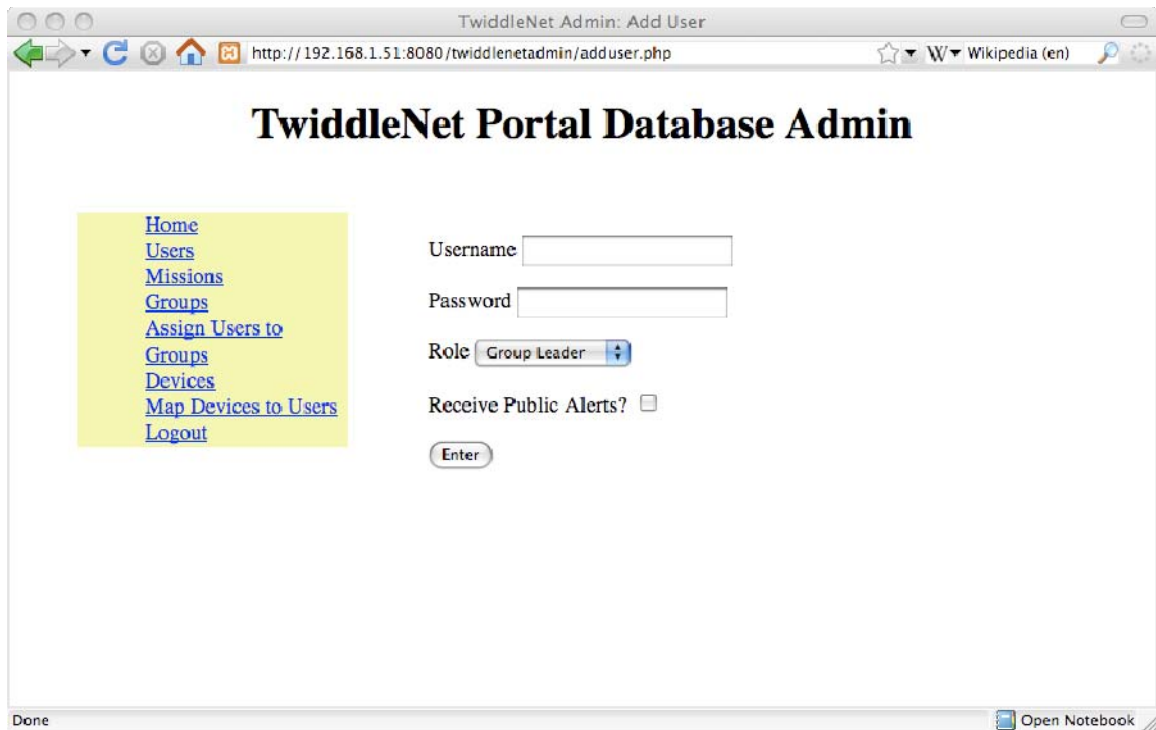 TwiddleNet Admin: Add User
http://192.168.1.51:8080/twiddlenetadmin/adduser.php
W
Wikipedia (en)
TwiddleNet Portal Database Admin
Home
Users
Missions
Groups
Assign Users to
Groups
Devices
Map Devices to Users
Logout
Username
Password
Role Group Leader
Receive Public Alerts?
Enter
Done
Open Notebook